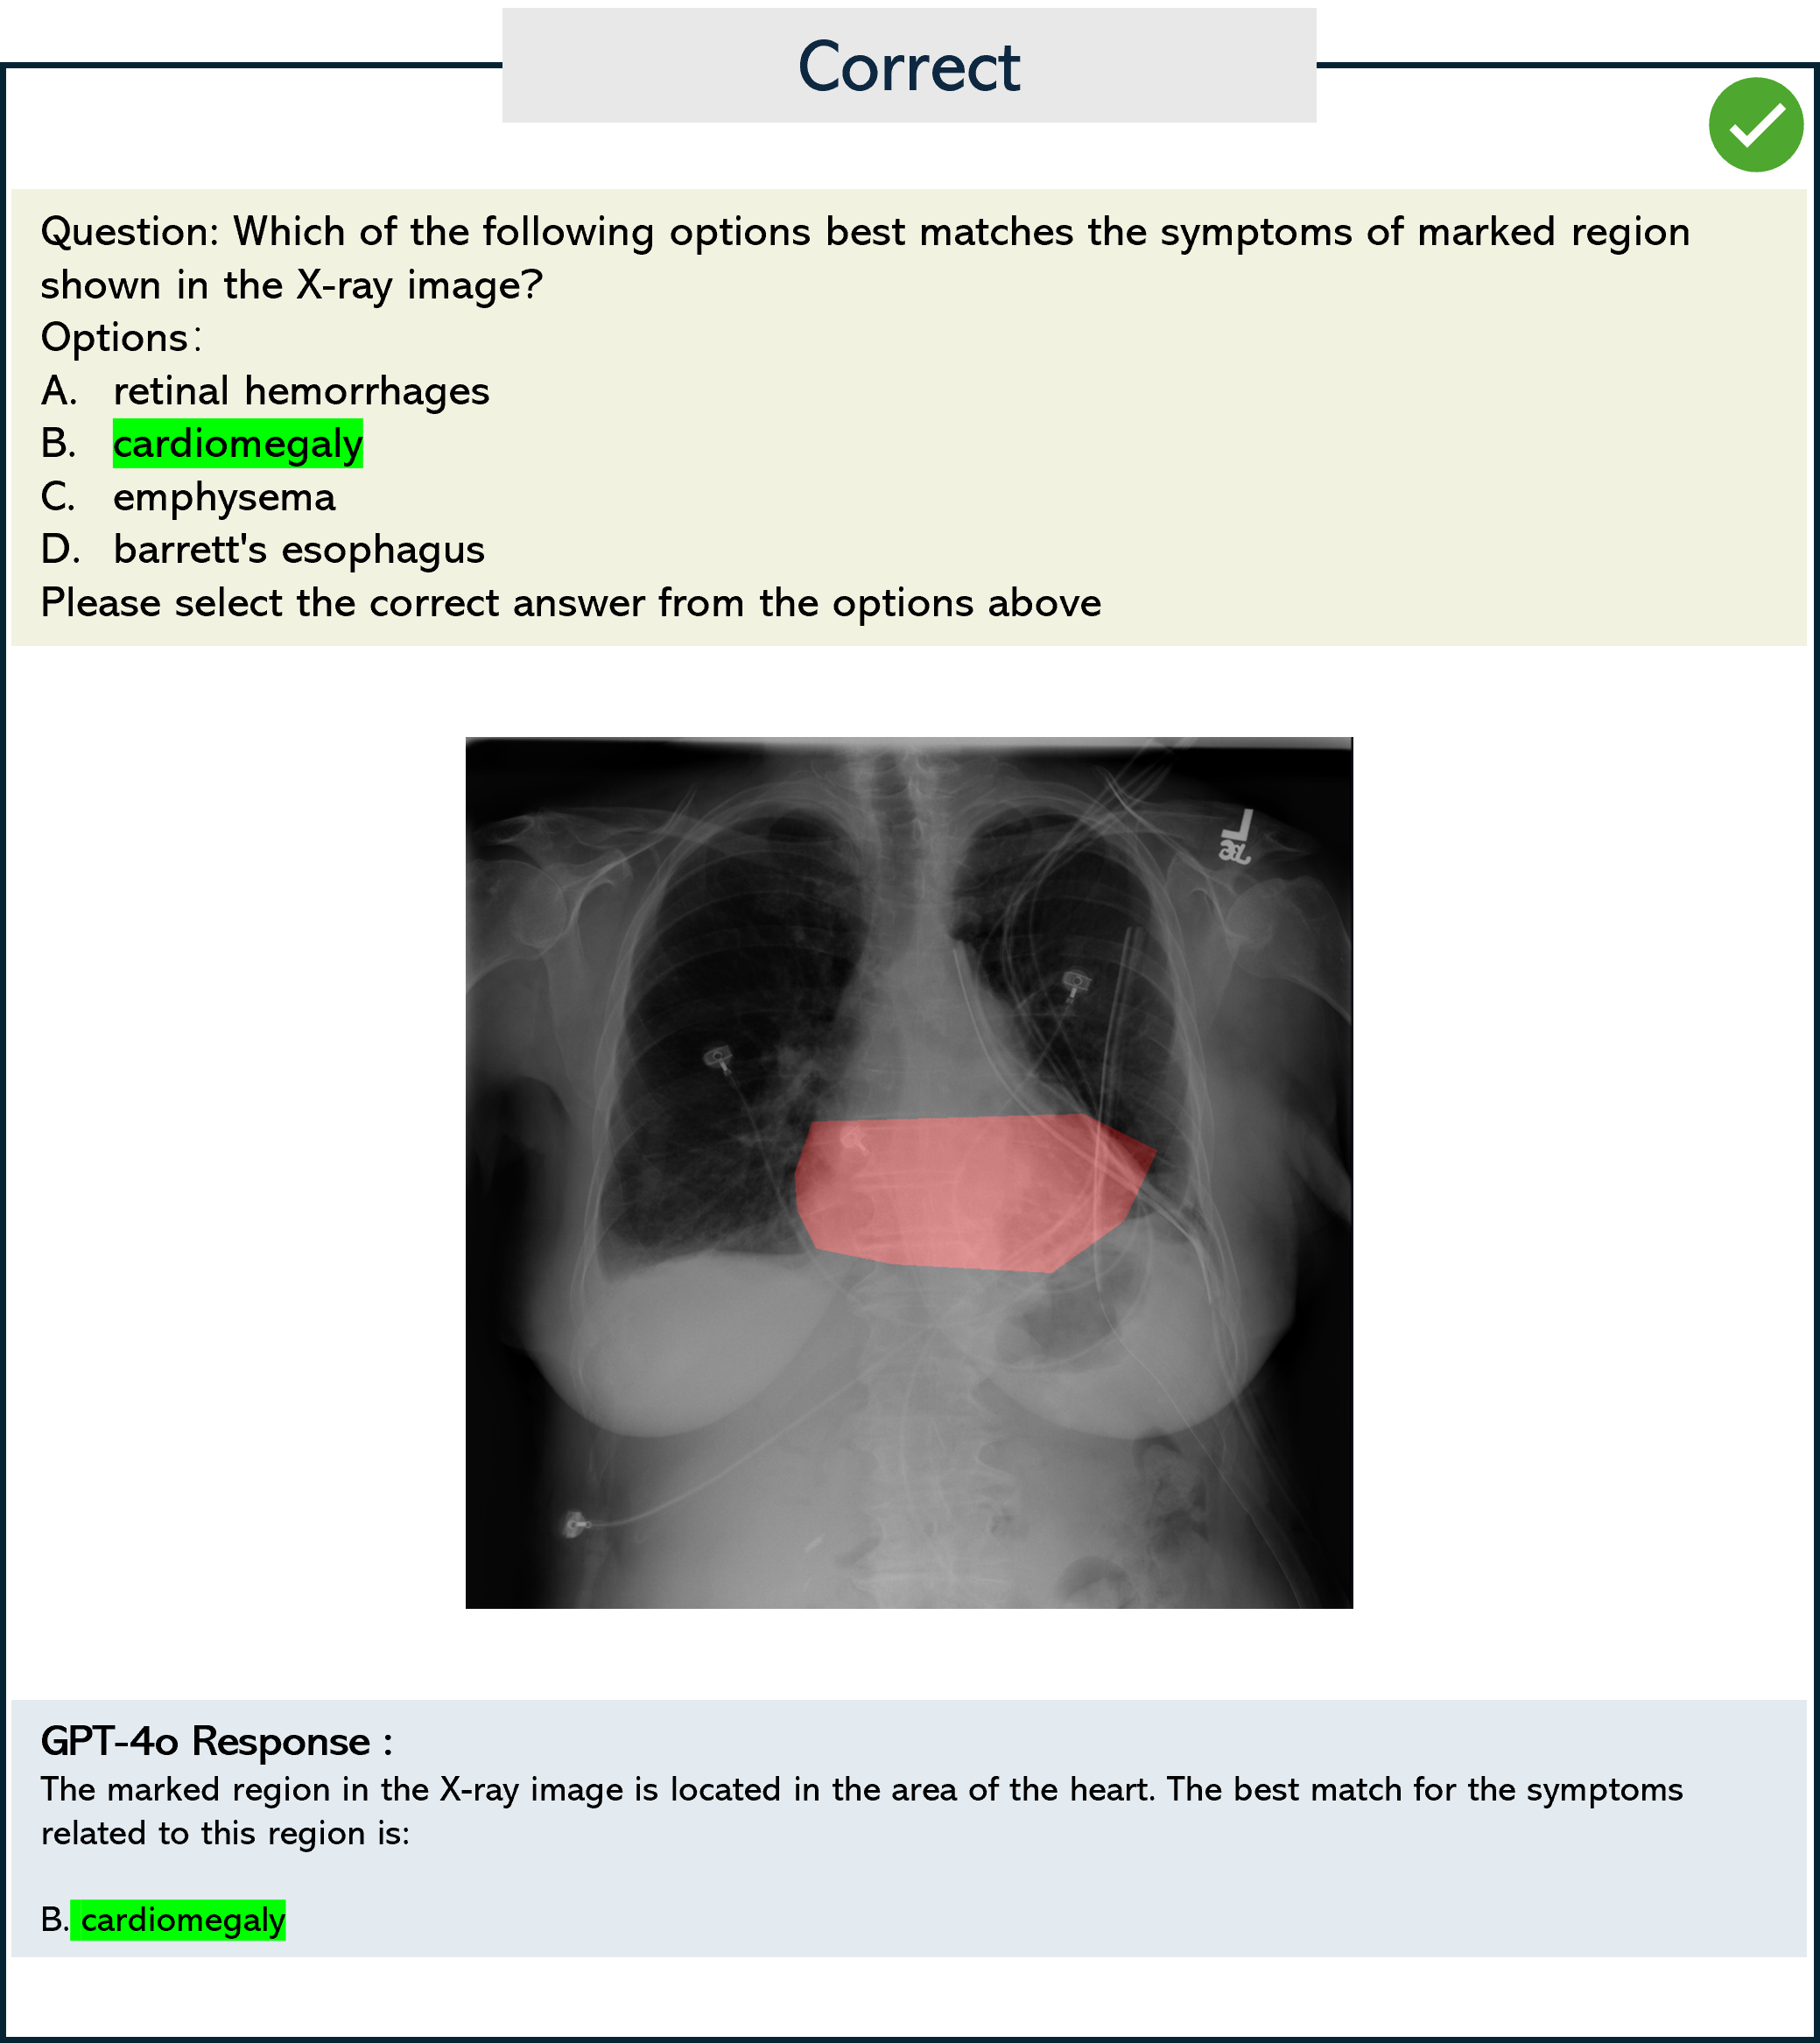 Correct
Question: Which of the following options best matches the symptoms of marked region
shown in the X-ray image?
Options:
A. retinal hemorrhages
B. cardiomegaly
C. emphysema
D. barrett's esophagus
Please select the correct answer from the options above
L
GPT-4o Response :
The marked region in the X-ray image is located in the area of the heart. The best match for the symptoms
related to this region is:
B. cardiomegaly